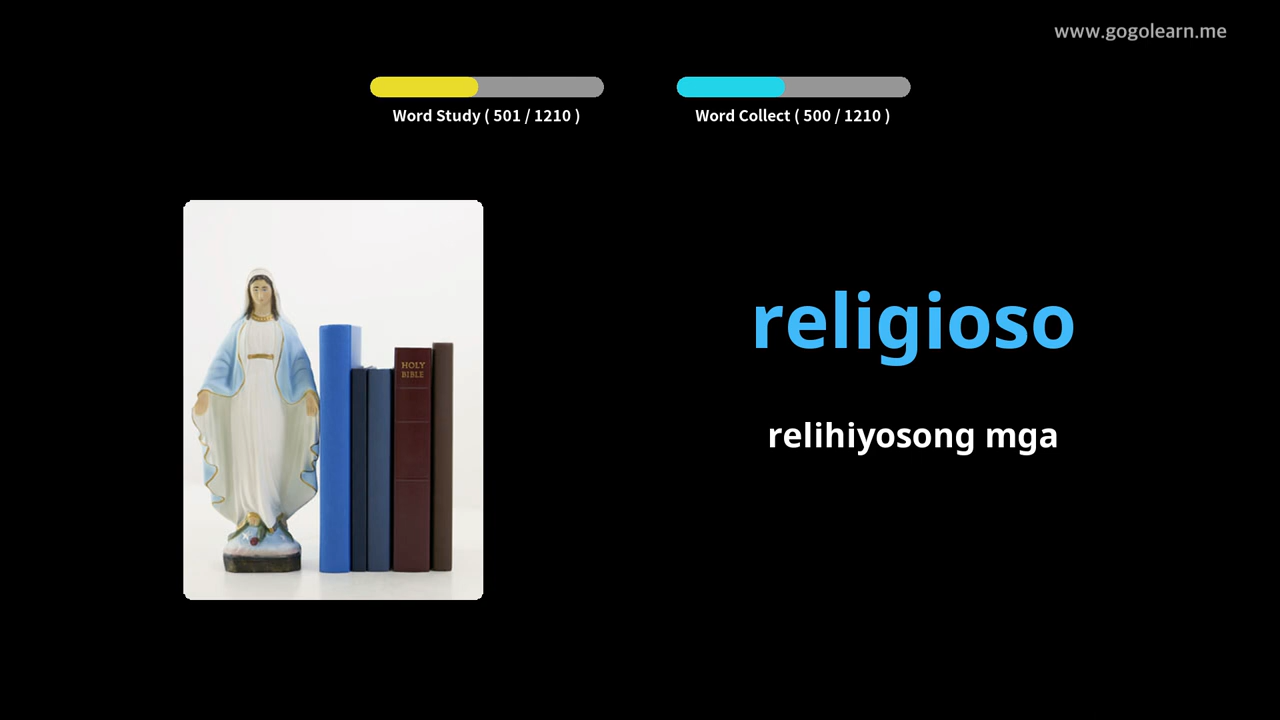 www.gogolearn.me
Word Study ( 501 / 1210 )
Word Collect ( 500 / 1210 )
HOLY
BIBLE
religioso
relihiyosong mga